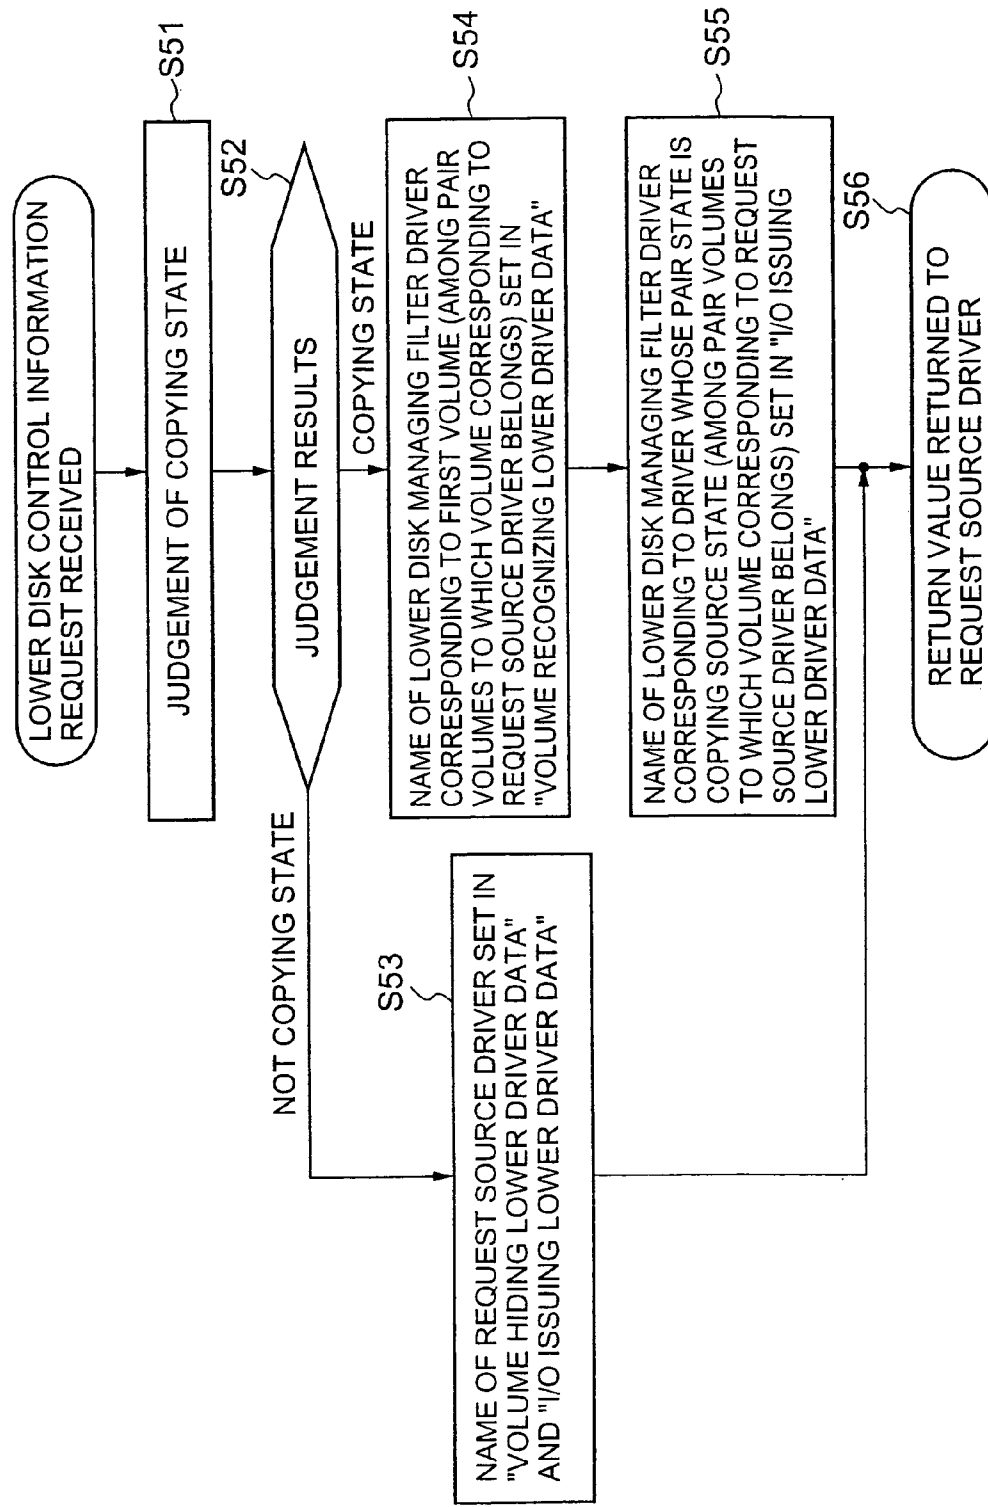 LOWER DISK CONTROL INFORMATION
REQUEST RECEIVED
JUDGEMENT OF COPYING STATE
S51
S52
JUDGEMENT RESULTS
NOT COPYING STATE
COPYING STATE
S53
NAME OF REQUEST SOURCE DRIVER SET IN
"VOLUME HIDING LOWER DRIVER DATA"
AND "I/O ISSUING LOWER DRIVER DATA"
S54
NAME OF LOWER DISK MANAGING FILTER DRIVER
CORRESPONDING TO FIRST VOLUME (AMONG PAIR
VOLUMES TO WHICH VOLUME CORRESPONDING TO
REQUEST SOURCE DRIVER BELONGS) SET IN
"VOLUME RECOGNIZING LOWER DRIVER DATA"
S55
NAME OF LOWER DISK MANAGING FILTER DRIVER
CORRESPONDING TO DRIVER WHOSE PAIR STATE IS
COPYING SOURCE STATE (AMONG PAIR VOLUMES
TO WHICH VOLUME CORRESPONDING TO REQUEST
SOURCE DRIVER BELONGS) SET IN "I/O ISSUING
LOWER DRIVER DATA"
S56
RETURN VALUE RETURNED TO
REQUEST SOURCE DRIVER